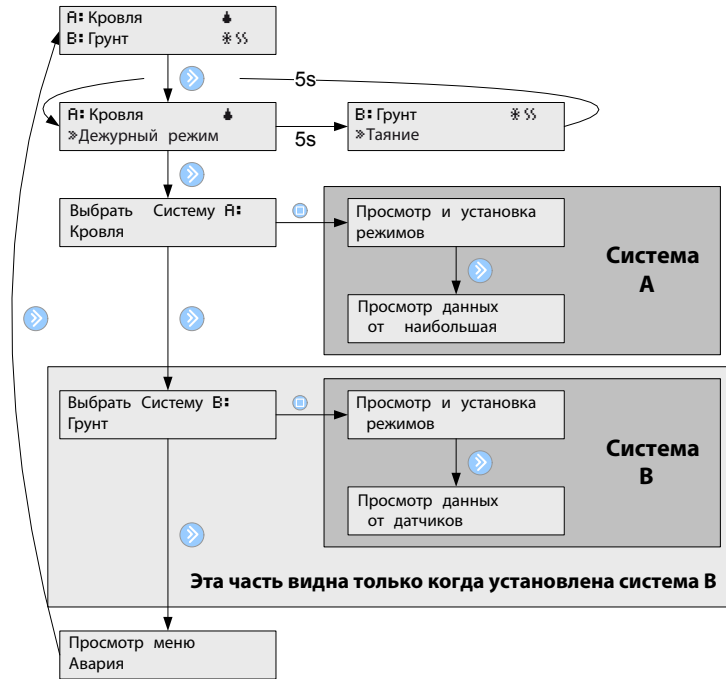 A: Кровля
B: Грунт
5s
A: Кровля
»Дежурный режим
5s
B: Грунт
»Таяние
Выбрать Систему A:
Кровля
Просмотр и установка
режимов
Система
A
Просмотр данных
от наибольшая
Выбрать Систему B:
Грунт
Просмотр и установка
режимов
Система
B
Просмотр данных
от датчиков
Эта часть видна только когда установлена система B
Просмотр меню
Авария